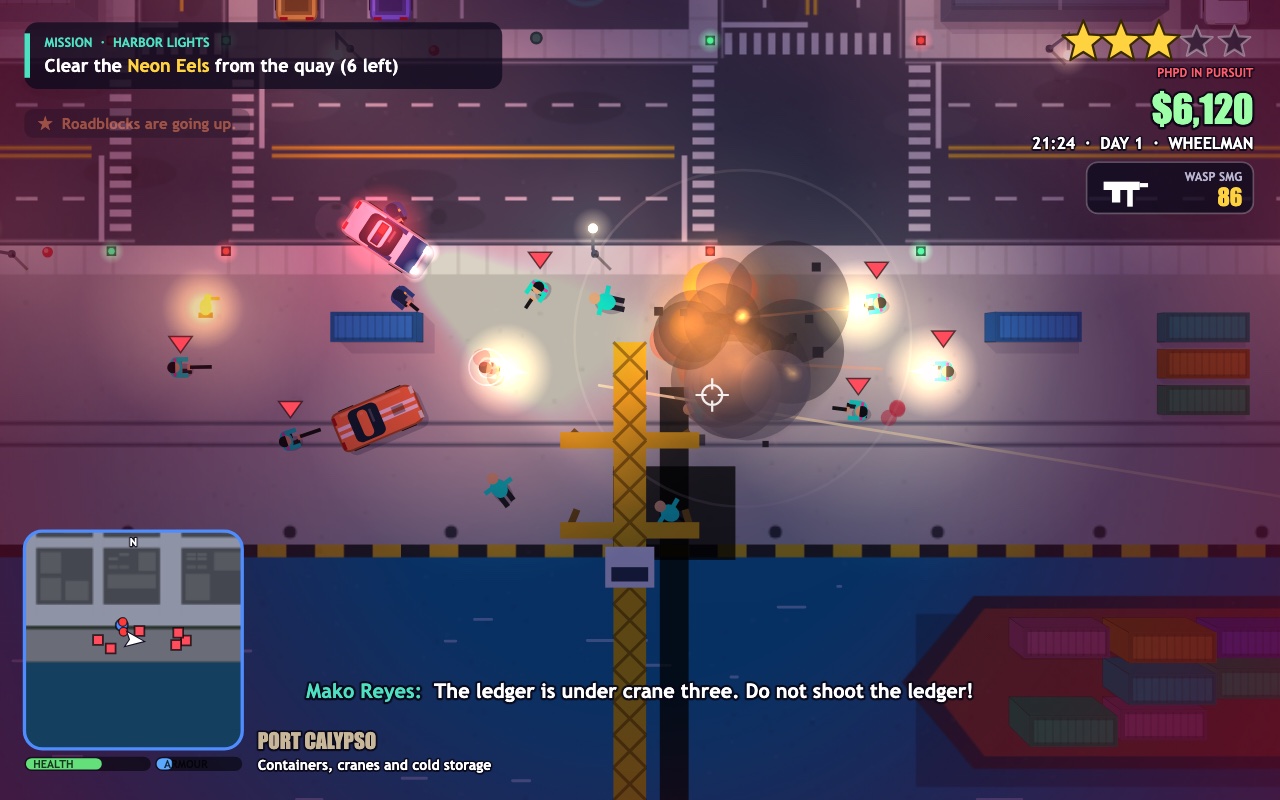 MISSION · HARBOR LIGHTS
Clear the Neon Eels from the quay (6 left)
★ Roadblocks are going up.
PHPD IN PURSUIT
$6,120
21:24 · DAY 1 · WHEELMAN
WASP SMG
86
N
Mako Reyes: The ledger is under crane three. Do not shoot the ledger!
PORT CALYPSO
Containers, cranes and cold storage
HEALTH
ARMOUR